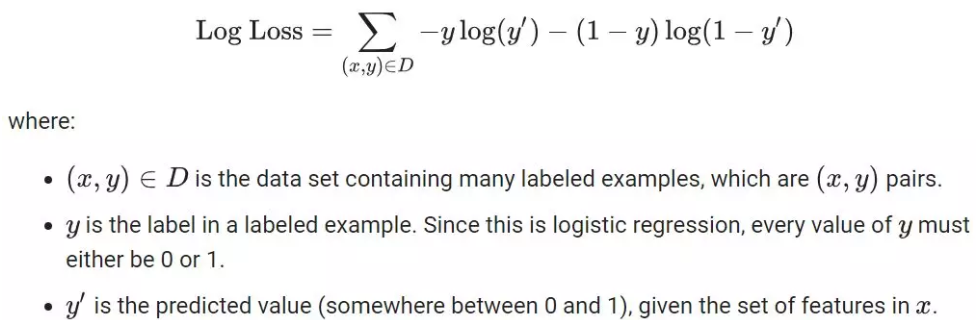 Log Loss = ∑ −y log(y′) − (1 − y) log(1 − y′)
(x,y)∈D
where:
• (x, y) ∈ D is the data set containing many labeled examples, which are (x, y) pairs.
• y is the label in a labeled example. Since this is logistic regression, every value of y must
either be 0 or 1.
• y′ is the predicted value (somewhere between 0 and 1), given the set of features in x.